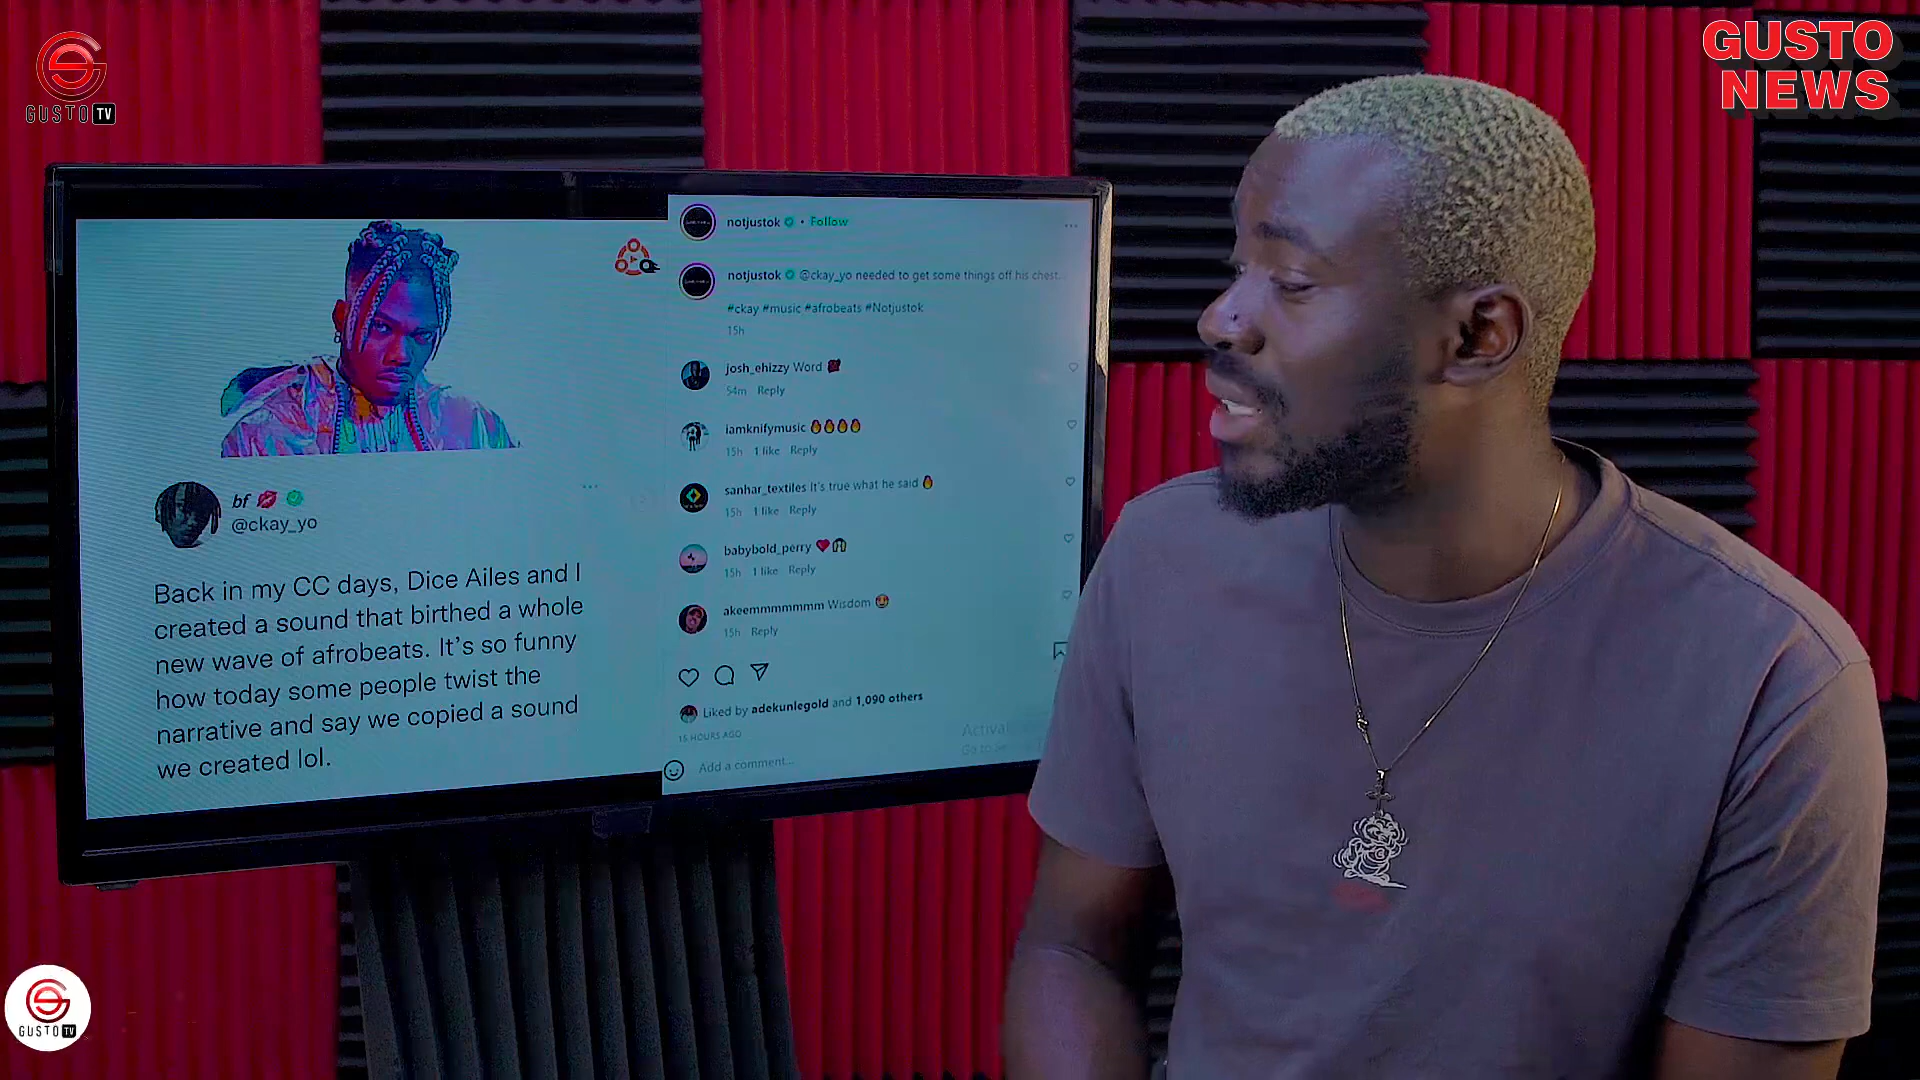 GUSTO TV
GUSTO
NEWS
bf
@ckay_yo
Back in my CC days, Dice Ailes and I
created a sound that birthed a whole
new wave of afrobeats. It's so funny
how today some people twist the
narrative and say we copied a sound
we created lol.
notjustok • Follow
notjustok @ckay_yo needed to get some things off his chest...
#ckay #music #afrobeats #Notjustok
15h
josh_ehizzy Word
54m Reply
iamknifymusic 🔥🔥🔥🔥
15h 1 like Reply
sanhar_textiles It's true what he said 🔥
15h 1 like Reply
babybold_perry
15h 1 like Reply
akeemmmmmmm Wisdom
15h Reply
Liked by adekunlegold and 1,090 others
15 HOURS AGO
Add a comment...
GUSTO TV